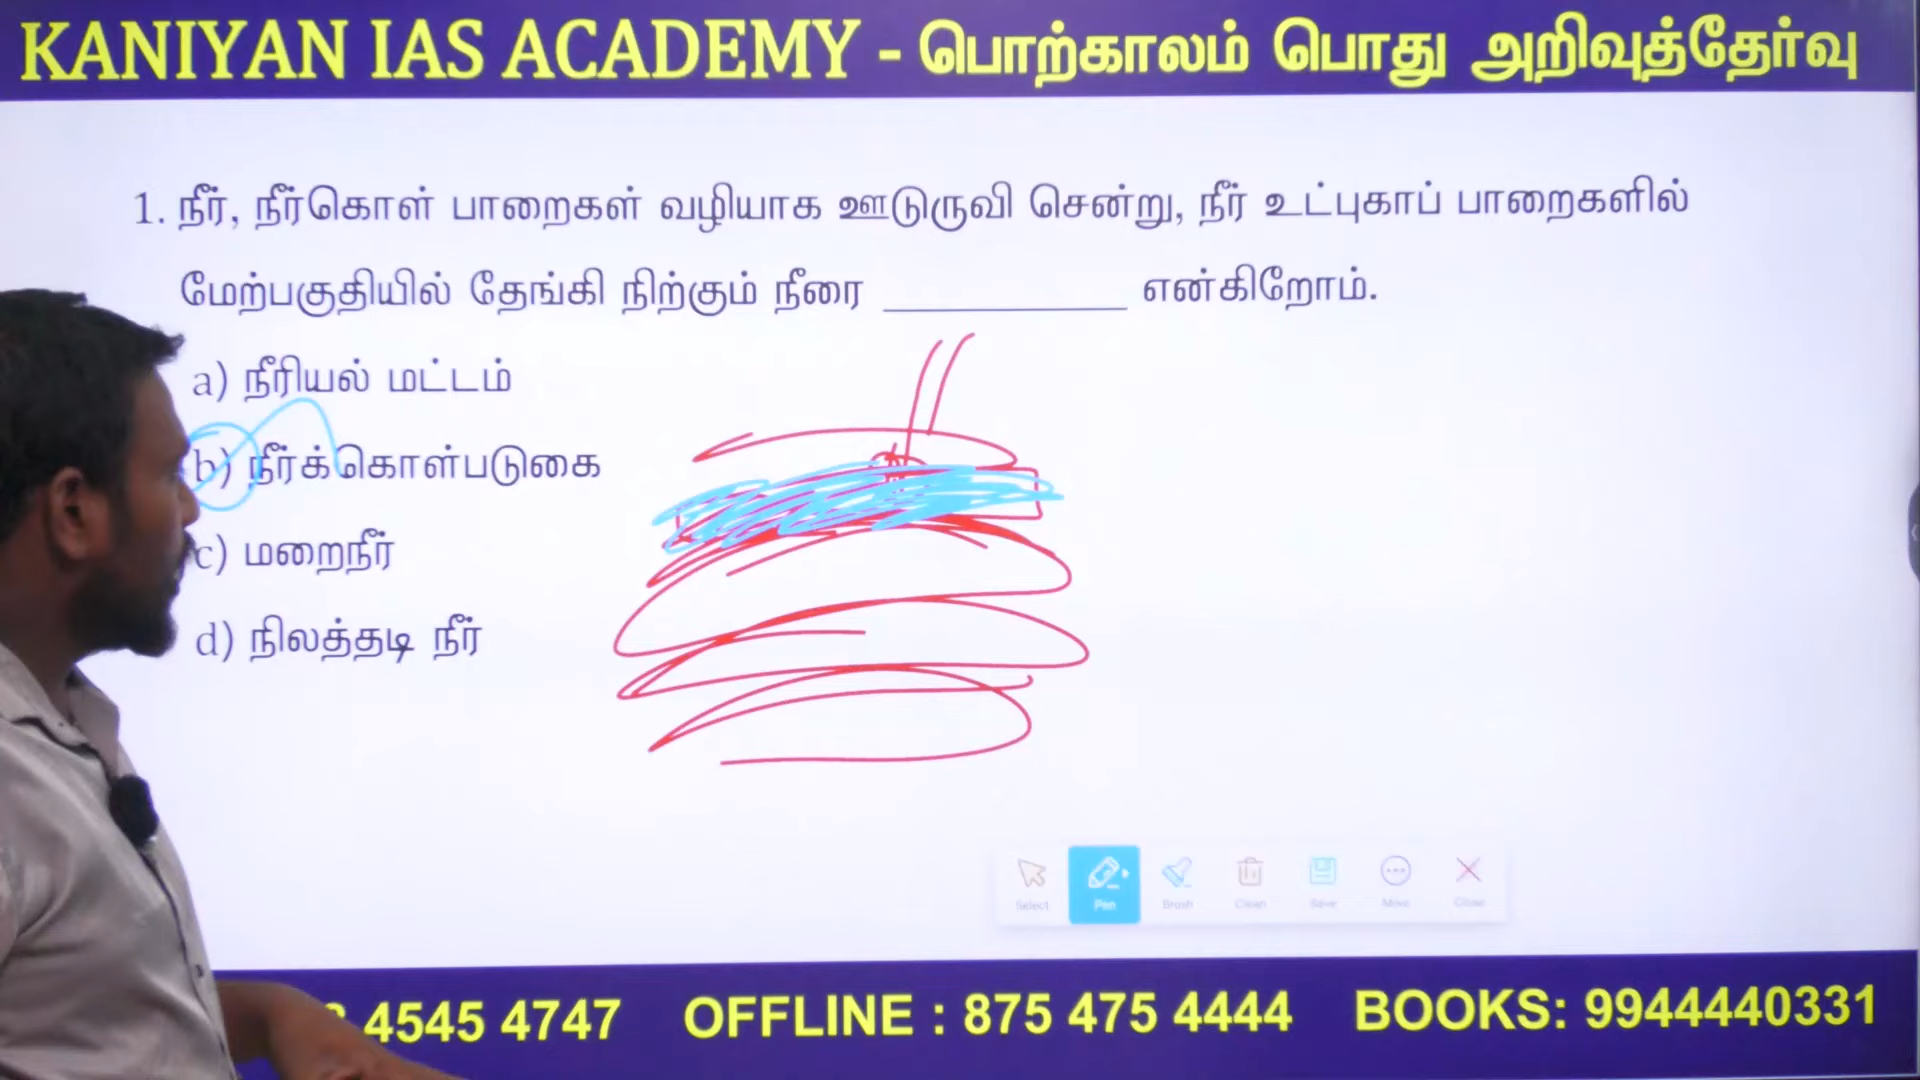 KANIYAN IAS ACADEMY - பொற்காலம் பொது அறிவுத்தேர்வு
1. நீர், நீர்கொள் பாறைகள் வழியாக ஊடுருவி சென்று, நீர் உட்புகாப் பாறைகளில்
மேற்பகுதியில் தேங்கி நிற்கும் நீரை __________ என்கிறோம்.
a) நீரியல் மட்டம்
b) நீர்க்கொள்படுகை
c) மறைநீர்
d) நிலத்தடி நீர்
Select Pen Brush Clean Save Move Close
4545 4747 OFFLINE : 875 475 4444 BOOKS: 9944440331